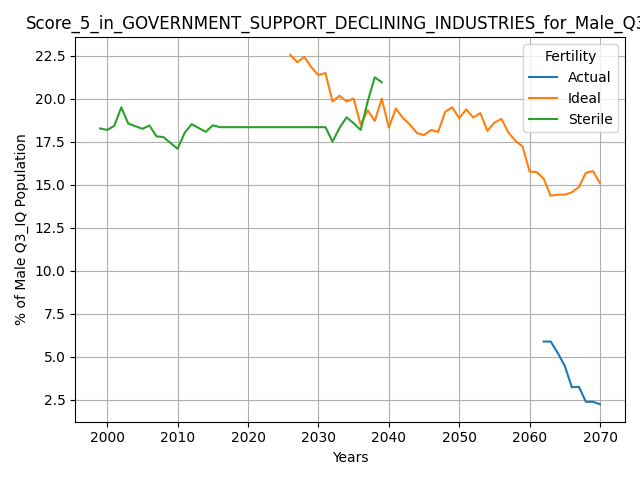 Score_5_in_GOVERNMENT_SUPPORT_DECLINING_INDUSTRIES_for_Male_Q3
Fertility
Actual
Ideal
Sterile
% of Male Q3_IQ Population
22.5
20.0
17.5
15.0
12.5
10.0
7.5
5.0
2.5
2000 2010 2020 2030 2040 2050 2060 2070
Years